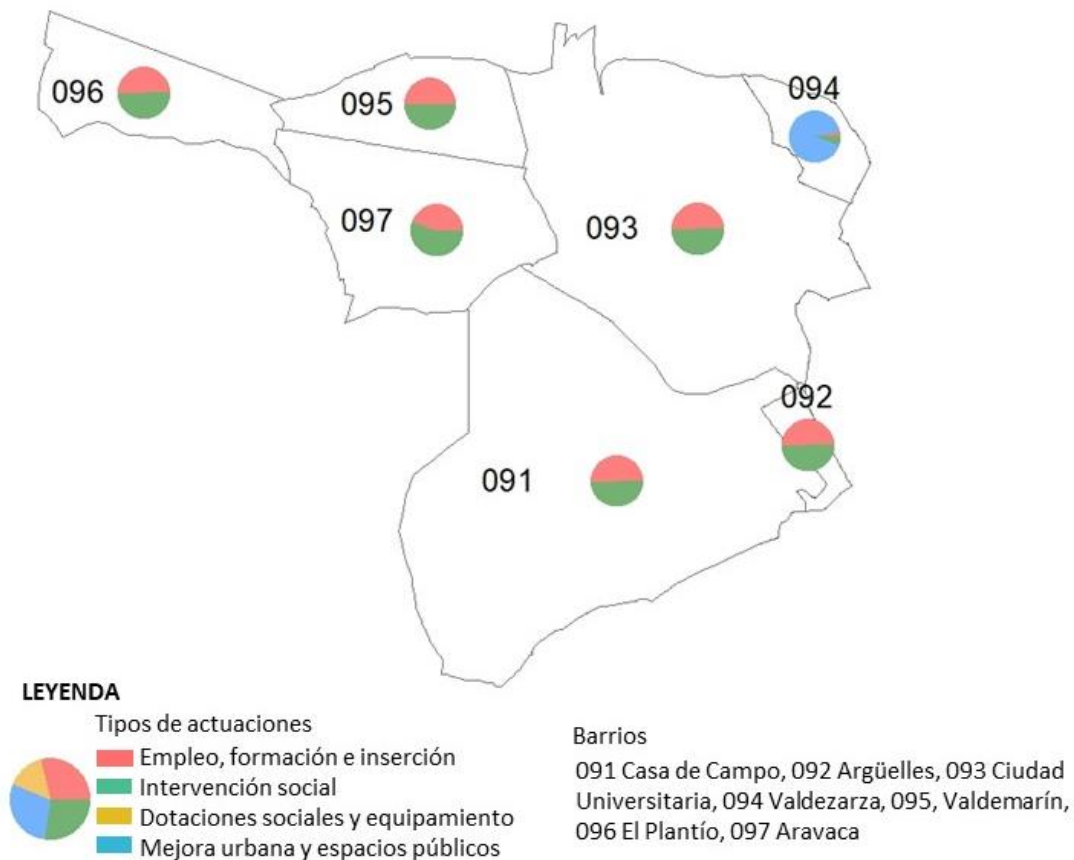 094
096
095
097
093
092
091
LEYENDA
Tipos de actuaciones
Empleo, formación e inserción
Intervención social
Dotaciones sociales y equipamiento
Mejora urbana y espacios públicos
Barrios
091 Casa de Campo, 092 Argüelles, 093 Ciudad
Universitaria, 094 Valdezarza, 095, Valdemarín,
096 El Plantío, 097 Aravaca